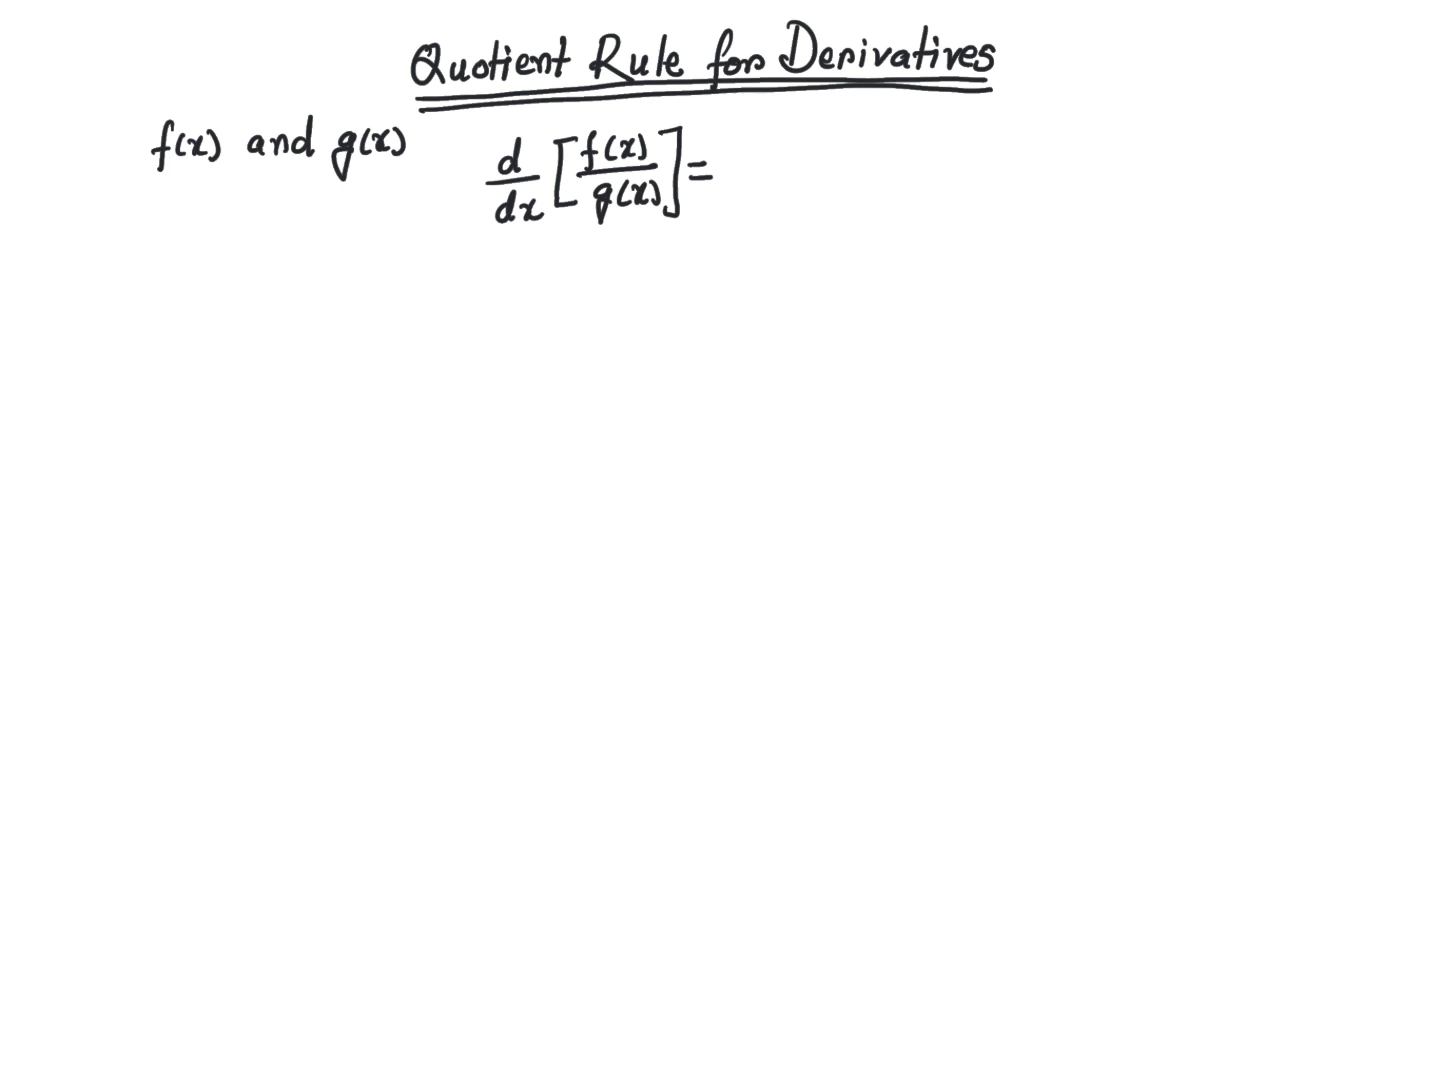 Quotient Rule for Derivatives
f(x) and g(x) d/dx [f(x)/g(x)] =